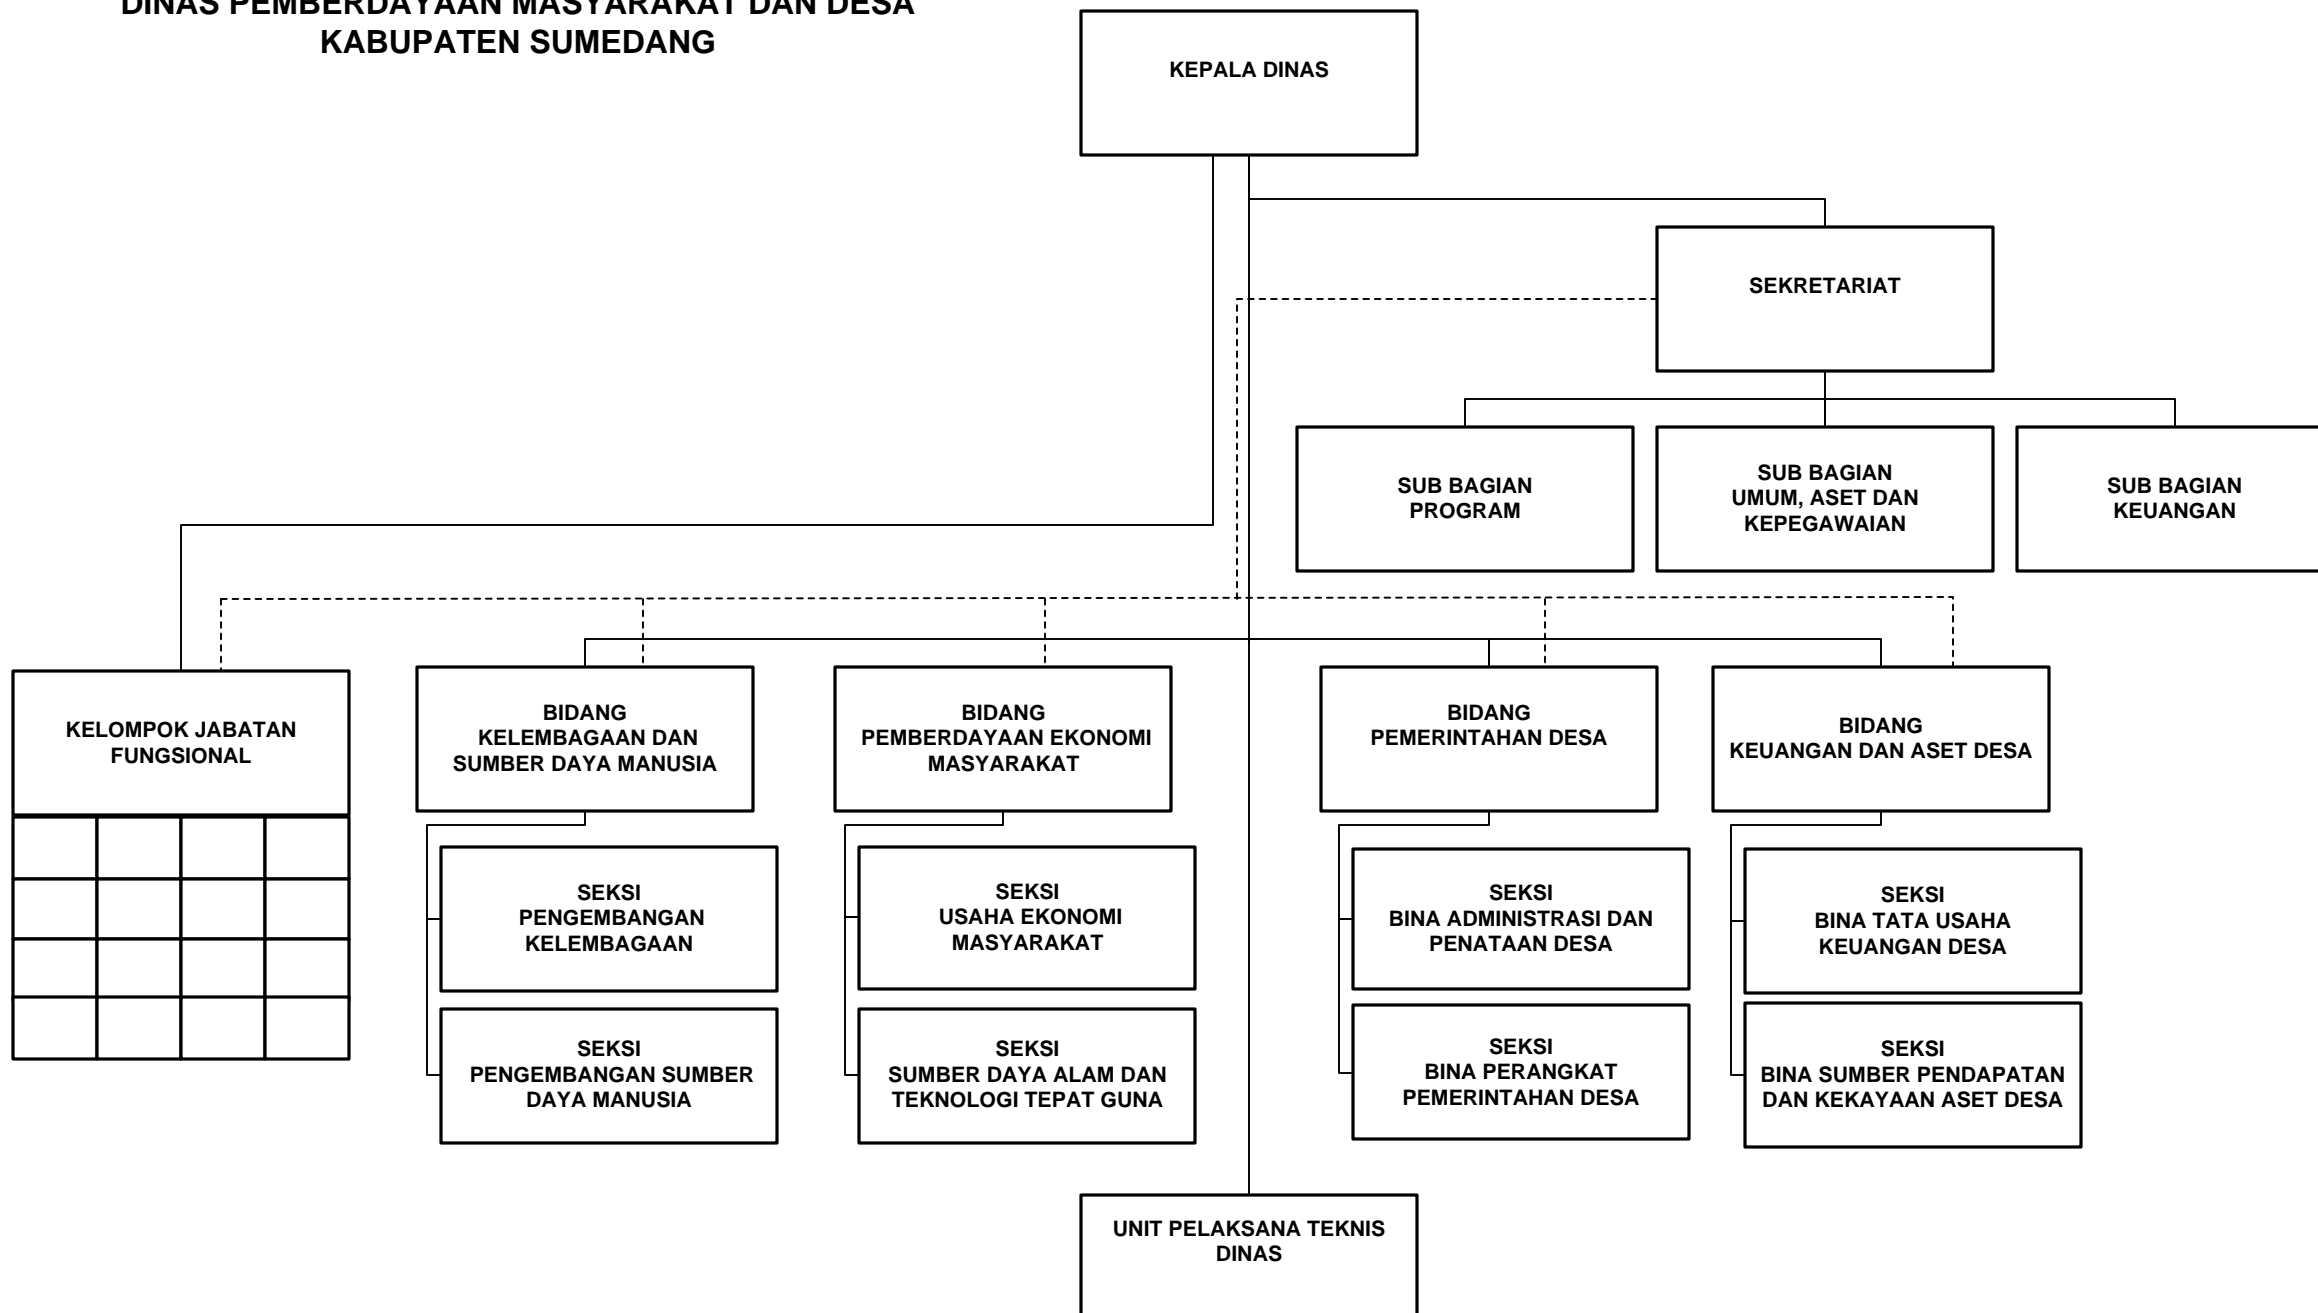 DINAS PEMBERDAYAAN MASYARAKAT DAN DESA
KABUPATEN SUMEDANG
KEPALA DINAS
SEKRETARIAT
SUB BAGIAN
PROGRAM
SUB BAGIAN
UMUM, ASET DAN
KEPEGAWAIAN
SUB BAGIAN
KEUANGAN
KELOMPOK JABATAN
FUNGSIONAL
BIDANG
KELEMBAGAAN DAN
SUMBER DAYA MANUSIA
BIDANG
PEMBERDAYAAN EKONOMI
MASYARAKAT
BIDANG
PEMERINTAHAN DESA
BIDANG
KEUANGAN DAN ASET DESA
SEKSI
PENGEMBANGAN
KELEMBAGAAN
SEKSI
USAHA EKONOMI
MASYARAKAT
SEKSI
BINA ADMINISTRASI DAN
PENATAAN DESA
SEKSI
BINA TATA USAHA
KEUANGAN DESA
SEKSI
PENGEMBANGAN SUMBER
DAYA MANUSIA
SEKSI
SUMBER DAYA ALAM DAN
TEKNOLOGI TEPAT GUNA
SEKSI
BINA PERANGKAT
PEMERINTAHAN DESA
SEKSI
BINA SUMBER PENDAPATAN
DAN KEKAYAAN ASET DESA
UNIT PELAKSANA TEKNIS
DINAS